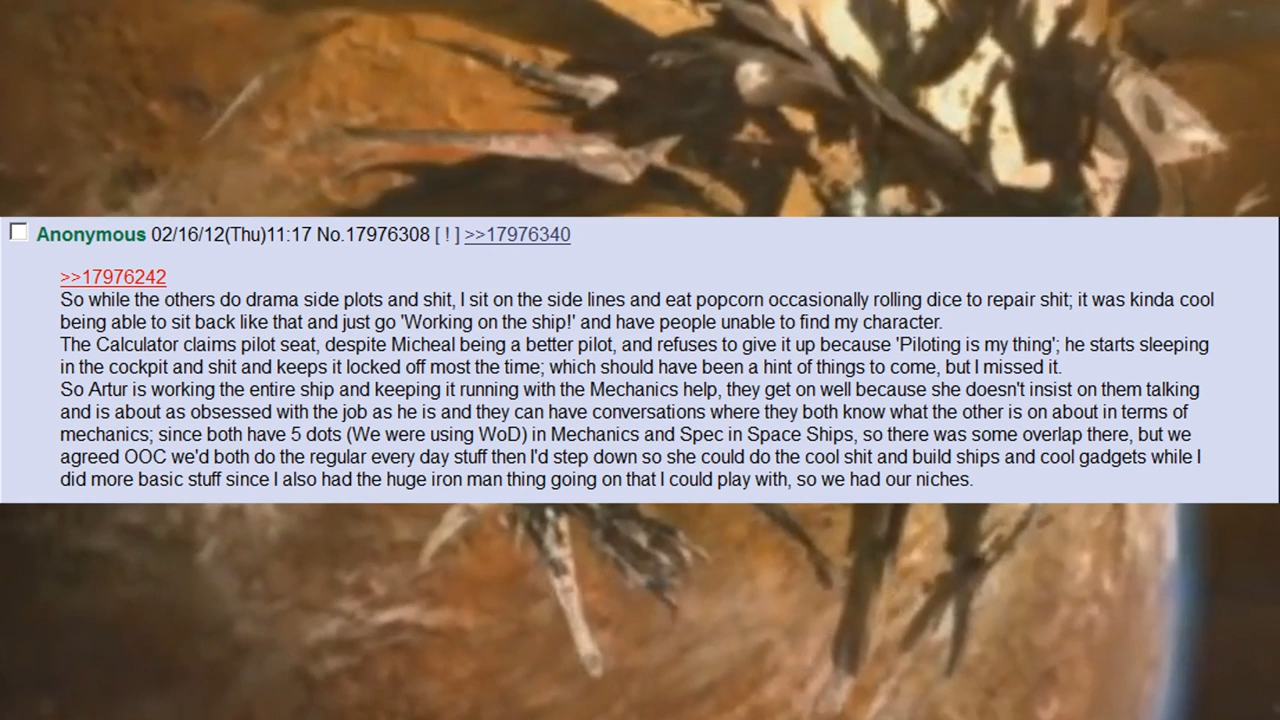 Anonymous 02/16/12(Thu)11:17 No.17976308 [ ! ] >>17976340
>>17976242
So while the others do drama side plots and shit, I sit on the side lines and eat popcorn occasionally rolling dice to repair shit; it was kinda cool
being able to sit back like that and just go 'Working on the ship!' and have people unable to find my character.
The Calculator claims pilot seat, despite Micheal being a better pilot, and refuses to give it up because 'Piloting is my thing'; he starts sleeping
in the cockpit and shit and keeps it locked off most the time; which should have been a hint of things to come, but I missed it.
So Artur is working the entire ship and keeping it running with the Mechanics help, they get on well because she doesn't insist on them talking
and is about as obsessed with the job as he is and they can have conversations where they both know what the other is on about in terms of
mechanics; since both have 5 dots (We were using WoD) in Mechanics and Spec in Space Ships, so there was some overlap there, but we
agreed OOC we'd both do the regular every day stuff then I'd step down so she could do the cool shit and build ships and cool gadgets while I
did more basic stuff since I also had the huge iron man thing going on that I could play with, so we had our niches.